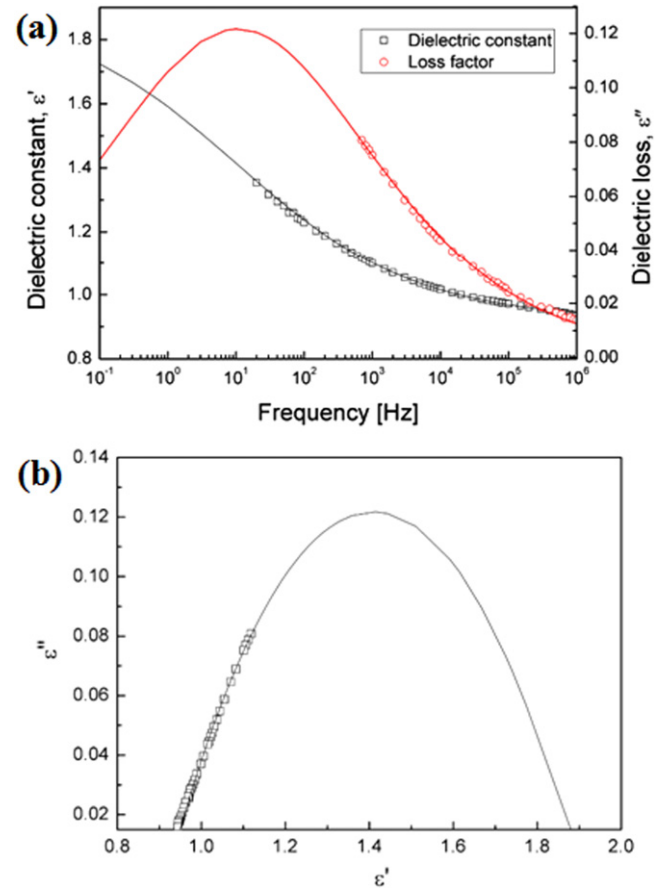 (a)
Dielectric constant, ε'
1.8
1.6
1.4
1.2
1.0
0.8
Dielectric constant
Loss factor
0.12
0.10
0.08
0.06
0.04
0.02
0.00
Dielectric loss, ε''
10⁻¹ 10⁰ 10¹ 10² 10³ 10⁴ 10⁵ 10⁶
Frequency [Hz]
(b)
ε''
0.14
0.12
0.10
0.08
0.06
0.04
0.02
0.8 1.0 1.2 1.4 1.6 1.8 2.0
ε'